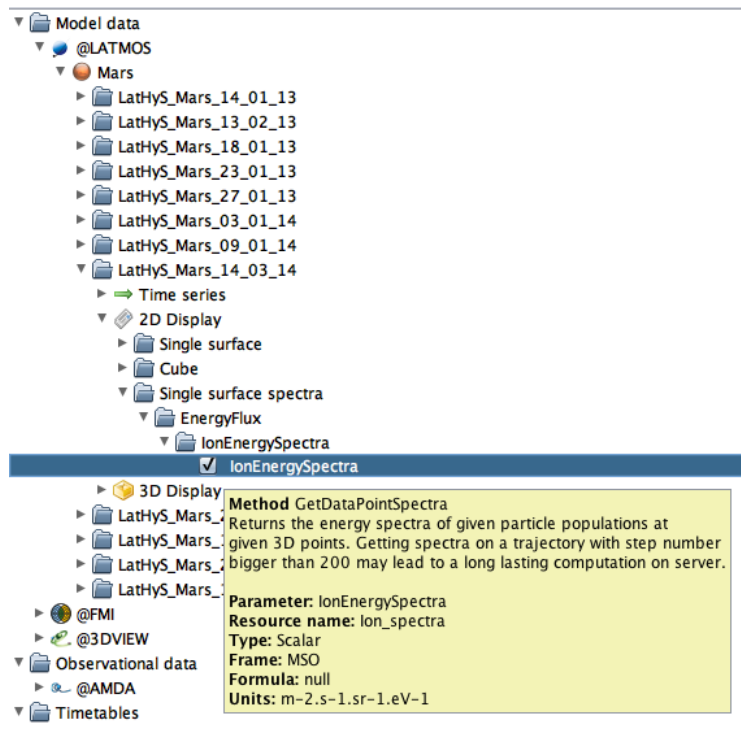 Model data
@LATMOS
Mars
LatHyS_Mars_14_01_13
LatHyS_Mars_13_02_13
LatHyS_Mars_18_01_13
LatHyS_Mars_23_01_13
LatHyS_Mars_27_01_13
LatHyS_Mars_03_01_14
LatHyS_Mars_09_01_14
LatHyS_Mars_14_03_14
Time series
2D Display
Single surface
Cube
Single surface spectra
EnergyFlux
IonEnergySpectra
IonEnergySpectra
3D Display
Method GetDataPointSpectra
Returns the energy spectra of given particle populations at
given 3D points. Getting spectra on a trajectory with step number
bigger than 200 may lead to a long lasting computation on server.
Parameter: IonEnergySpectra
Resource name: Ion_spectra
Type: Scalar
Frame: MSO
Formula: null
Units: m-2.s-1.sr-1.eV-1
LatHyS_Mars_
LatHyS_Mars_
LatHyS_Mars_
LatHyS_Mars_
@FMI
@3DVIEW
Observational data
@AMDA
Timetables